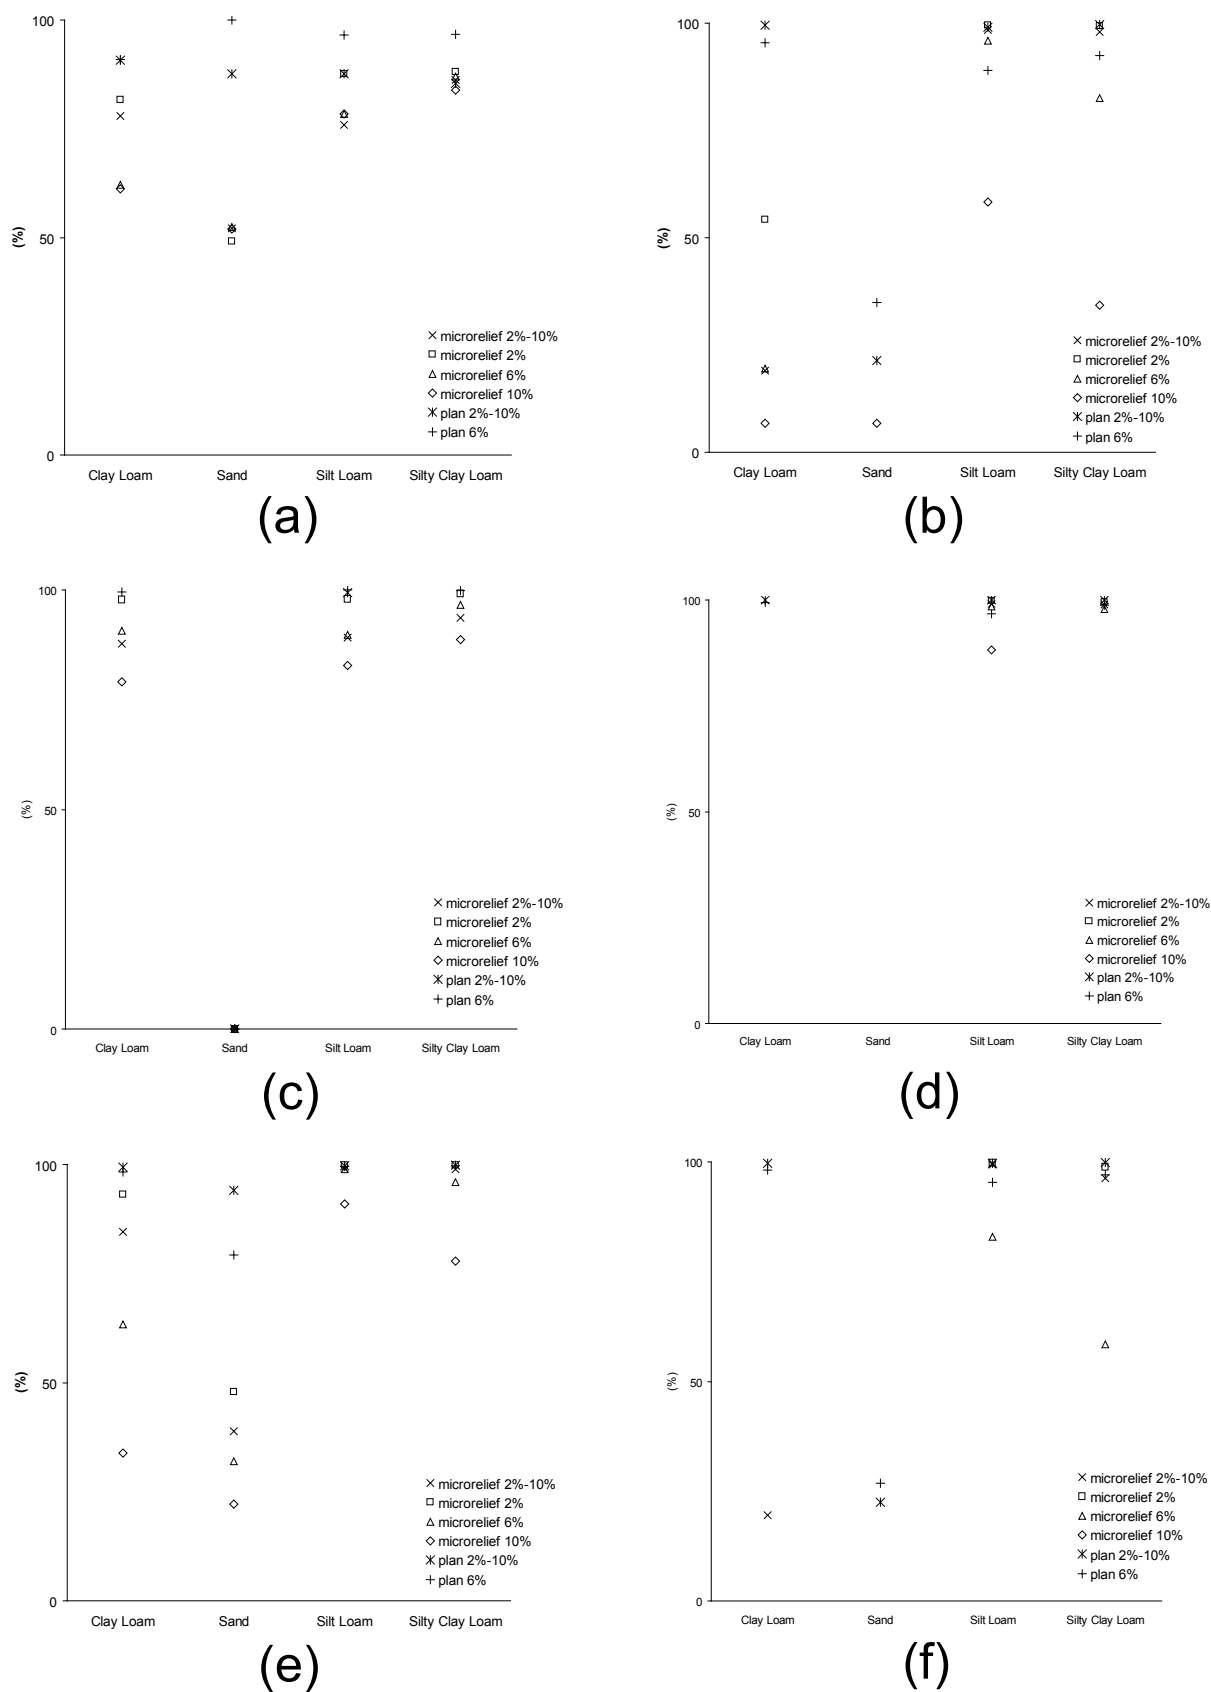 100
(%)
50
0
× microrelief 2%-10%
□ microrelief 2%
△ microrelief 6%
◇ microrelief 10%
plan 2%-10%
+ plan 6%
Clay Loam Sand Silt Loam Silty Clay Loam
(a)
100
(%)
50
0
× microrelief 2%-10%
□ microrelief 2%
△ microrelief 6%
◇ microrelief 10%
plan 2%-10%
+ plan 6%
Clay Loam Sand Silt Loam Silty Clay Loam
(b)
100
(%)
50
0
× microrelief 2%-10%
□ microrelief 2%
△ microrelief 6%
◇ microrelief 10%
plan 2%-10%
+ plan 6%
Clay Loam Sand Silt Loam Silty Clay Loam
(c)
100
(%)
50
0
× microrelief 2%-10%
□ microrelief 2%
△ microrelief 6%
◇ microrelief 10%
plan 2%-10%
+ plan 6%
Clay Loam Sand Silt Loam Silty Clay Loam
(d)
100
(%)
50
0
× microrelief 2%-10%
□ microrelief 2%
△ microrelief 6%
◇ microrelief 10%
plan 2%-10%
+ plan 6%
Clay Loam Sand Silt Loam Silty Clay Loam
(e)
100
(%)
50
0
× microrelief 2%-10%
□ microrelief 2%
△ microrelief 6%
◇ microrelief 10%
plan 2%-10%
+ plan 6%
Clay Loam Sand Silt Loam Silty Clay Loam
(f)